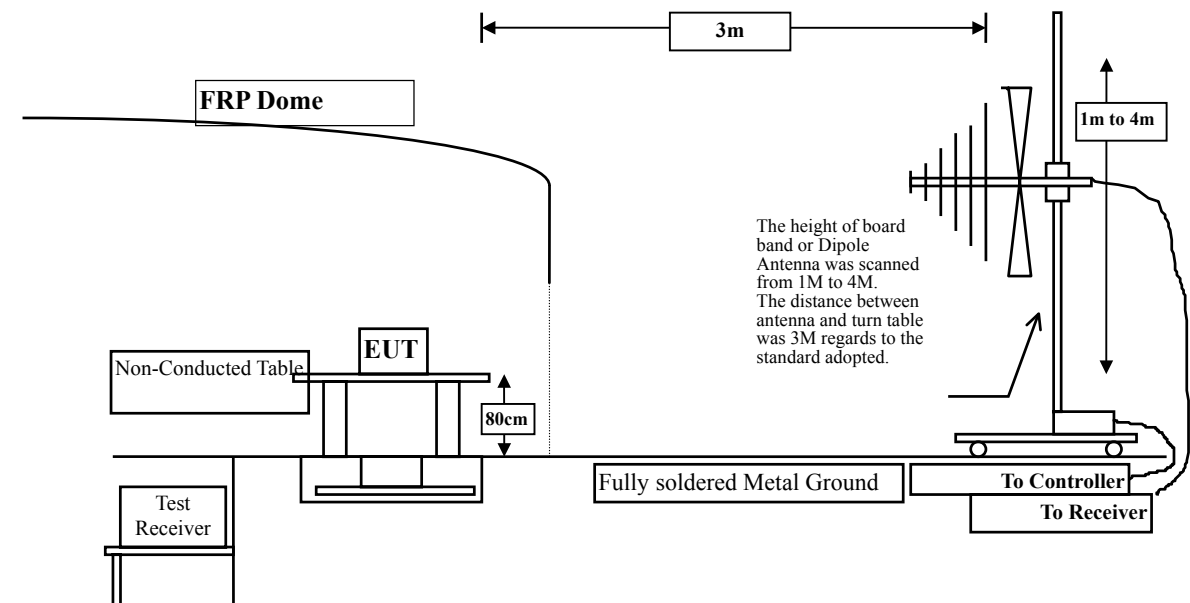 3m
FRP Dome
1m to 4m
The height of board
band or Dipole
Antenna was scanned
from 1M to 4M.
The distance between
antenna and turn table
was 3M regards to the
standard adopted.
EUT
Non-Conducted Table
80cm
Fully soldered Metal Ground
To Controller
Test
Receiver
To Receiver